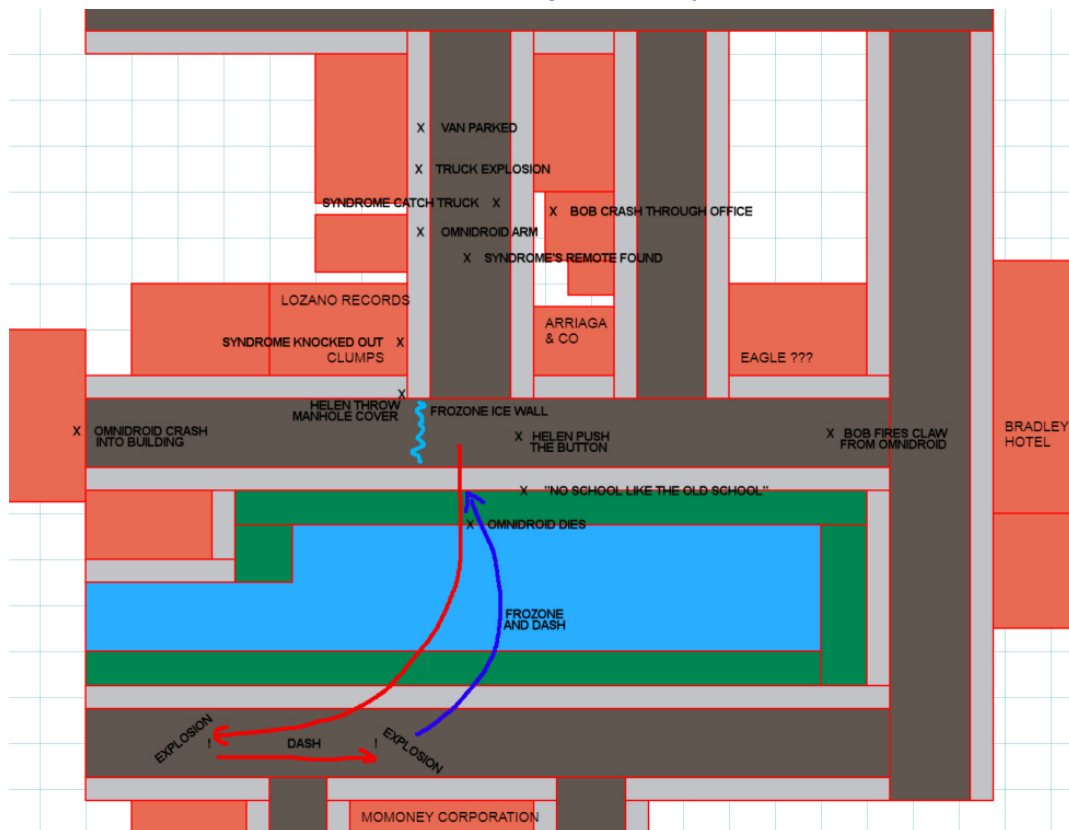 VAN PARKED
TRUCK EXPLOSION
SYNDROME CATCH TRUCK
BOB CRASH THROUGH OFFICE
OMNIDROID ARM
SYNDROME'S REMOTE FOUND
LOZANO RECORDS
ARRIAGA
& CO
SYNDROME KNOCKED OUT
CLUMPS
EAGLE ???
HELEN THROW
MANHOLE COVER
FROZONE ICE WALL
OMNIDROID CRASH
INTO BUILDING
HELEN PUSH
THE BUTTON
BOB FIRES CLAW
FROM OMNIDROID
BRADLEY
HOTEL
"NO SCHOOL LIKE THE OLD SCHOOL"
OMNIDROID DIES
FROZONE
AND DASH
EXPLOSION !
DASH
! EXPLOSION
MOMONEY CORPORATION